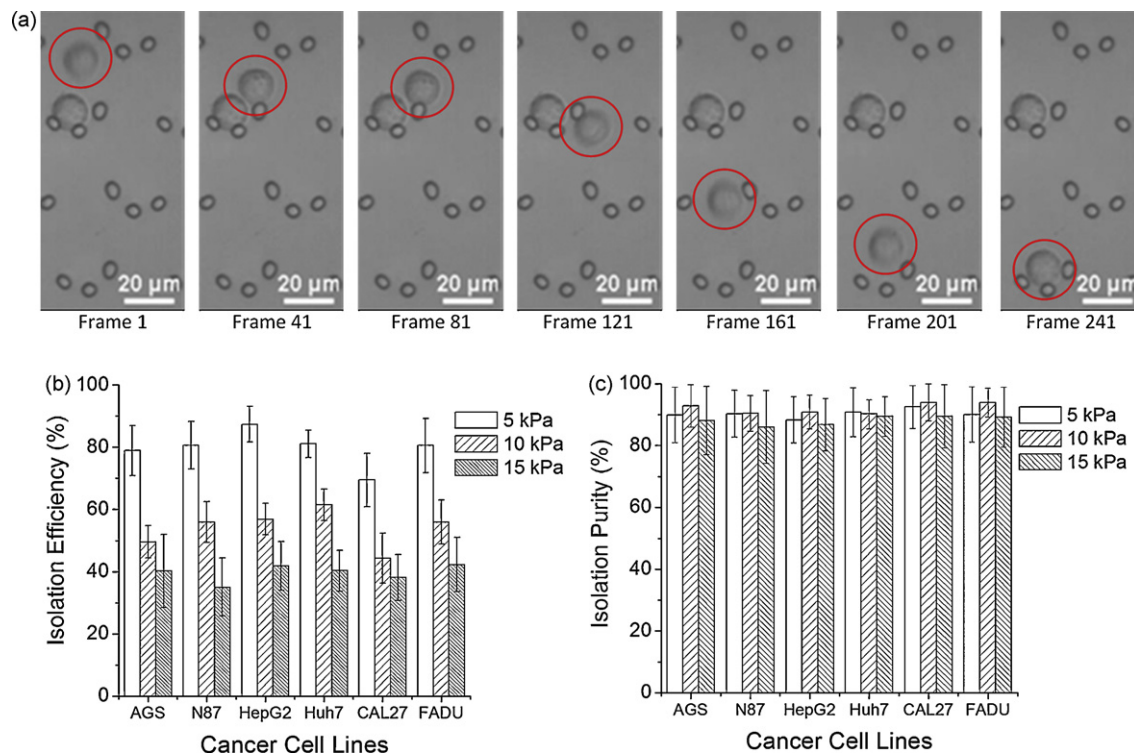 (a)
20 μm 20 μm 20 μm 20 μm 20 μm 20 μm 20 μm
Frame 1 Frame 41 Frame 81 Frame 121 Frame 161 Frame 201 Frame 241
(b)
Isolation Efficiency (%)
100
80
60
40
20
0
5 kPa
10 kPa
15 kPa
AGS N87 HepG2 Huh7 CAL27 FADU
Cancer Cell Lines
(c)
Isolation Purity (%)
100
80
60
40
20
0
5 kPa
10 kPa
15 kPa
AGS N87 HepG2 Huh7 CAL27 FADU
Cancer Cell Lines